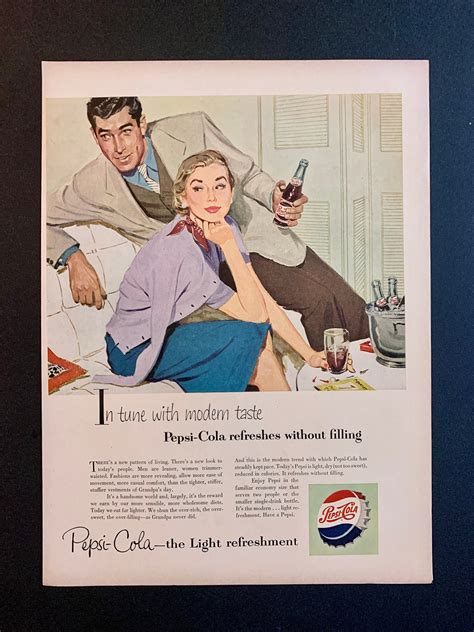 In tune with modern taste
Pepsi-Cola refreshes without filling
THERE'S a new pattern of living. There's a new look to
today's people. Men are leaner, women trimmer-
waisted. Fashions are more revealing, allow more ease of
movement, more comfort, than the tighter, stiffer,
stuffier vestments of Grandpa's day.
It's a handsome world and, largely, it's the reward
we earn by our more sensible, more wholesome diets.
Today we eat far lighter. We shun the over-rich, the over-
sweet, the over-filling—as Grandpa never did.
And this is the modern trend with which Pepsi-Cola has
steadily kept pace. Today's Pepsi is light, dry (not too sweet),
reduced in calories. It refreshes without filling.
Enjoy Pepsi in the
familiar economy size that
serves two people or the
smaller single-drink bottle.
It's the modern . . . light re-
freshment. Have a Pepsi.
PEPSI-COLA
Pepsi-Cola—the Light refreshment